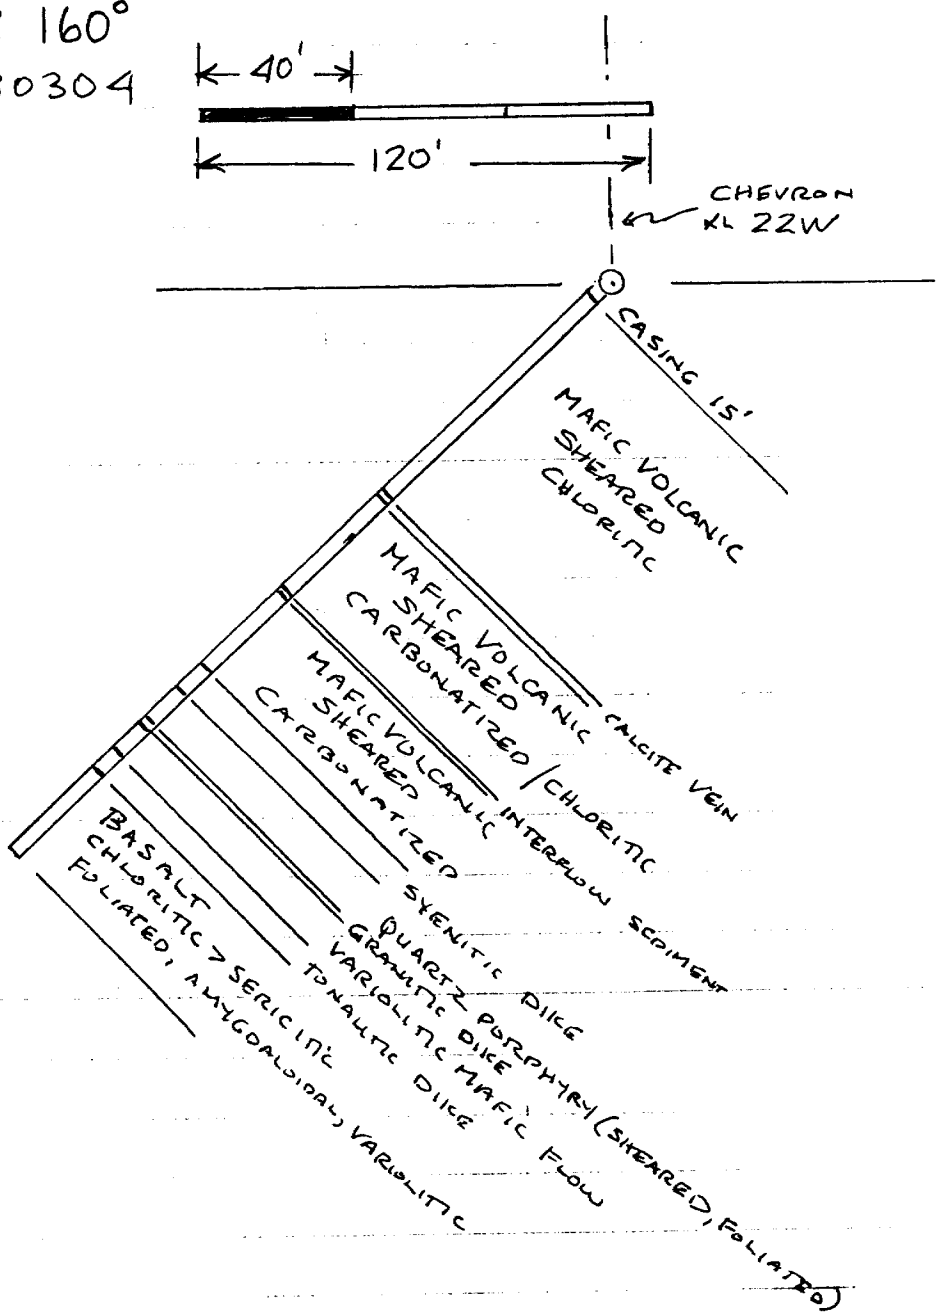 160°
0304
40'
120'
CHEVRON
XL 22W
CASING 15'
MAFIC VOLCANIC
SHEARED
CHLORITIC
CALCITE VEIN
MAFIC VOLCANIC
SHEARED
CARBONATIZED / CHLORITIC
INTERFLOW SEDIMENT
MAFIC VOLCANIC
SHEARED
CARBONATIZED
SYENITIC DIKE
QUARTZ PORPHYRY (SHEARED, FOLIATED)
GRANITIC DIKE
VARIOLITIC MAFIC FLOW
TONALITIC DIKE
BASALT
CHLORITIC > SERICITIC
FOLIATED, AMYGDALOIDAL, VARIOLITIC